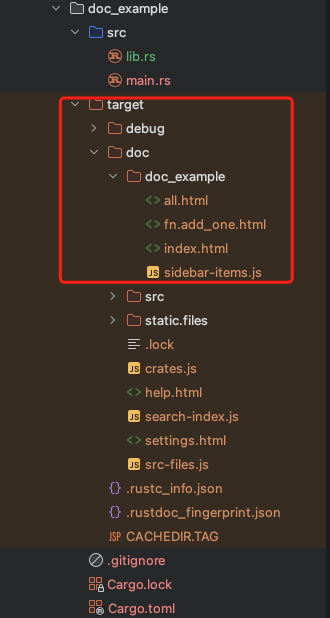 doc_example
src
lib.rs
main.rs
target
debug
doc
doc_example
all.html
fn.add_one.html
index.html
JS sidebar-items.js
src
static.files
.lock
JS crates.js
help.html
JS search-index.js
settings.html
JS src-files.js
{} .rustc_info.json
{} .rustdoc_fingerprint.json
JSP CACHEDIR.TAG
.gitignore
Cargo.lock
Cargo.toml